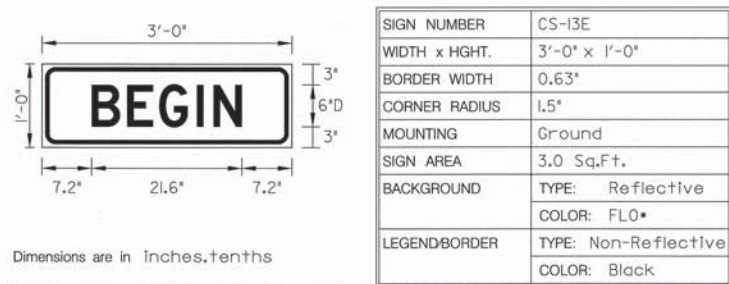 3'-0"
1'-0"
BEGIN
3"
6"D
3"
7.2"
21.6"
7.2"
Dimensions are in inches.tenths
SIGN NUMBER CS-13E
WIDTH x HGHT. 3'-0" x 1'-0"
BORDER WIDTH 0.63"
CORNER RADIUS 1.5"
MOUNTING Ground
SIGN AREA 3.0 Sq.Ft.
BACKGROUND TYPE: Reflective
COLOR: FLO*
LEGEND/BORDER TYPE: Non-Reflective
COLOR: Black